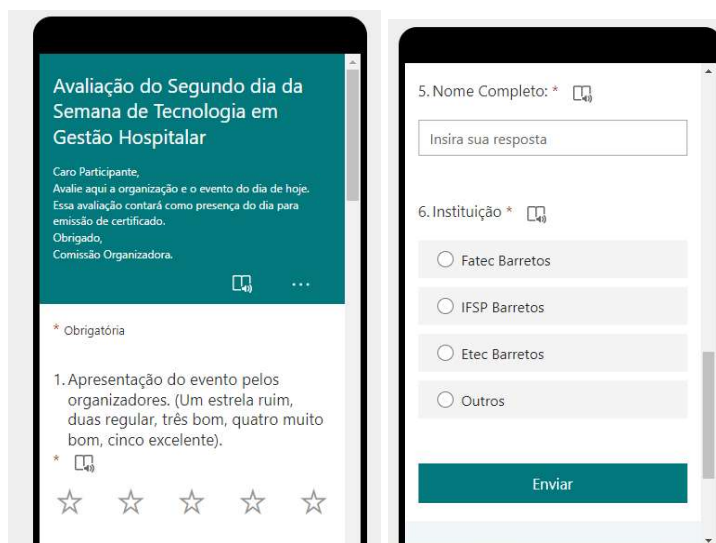 Avaliação do Segundo dia da
Semana de Tecnologia em
Gestão Hospitalar
Caro Participante,
Avalie aqui a organização e o evento do dia de hoje.
Essa avaliação contará como presença do dia para
emissão de certificado.
Obrigado,
Comissão Organizadora.
...
* Obrigatória
1. Apresentação do evento pelos
organizadores. (Um estrela ruim,
duas regular, três bom, quatro muito
bom, cinco excelente).
*
5. Nome Completo: *
Insira sua resposta
6. Instituição *
Fatec Barretos
IFSP Barretos
Etec Barretos
Outros
Enviar